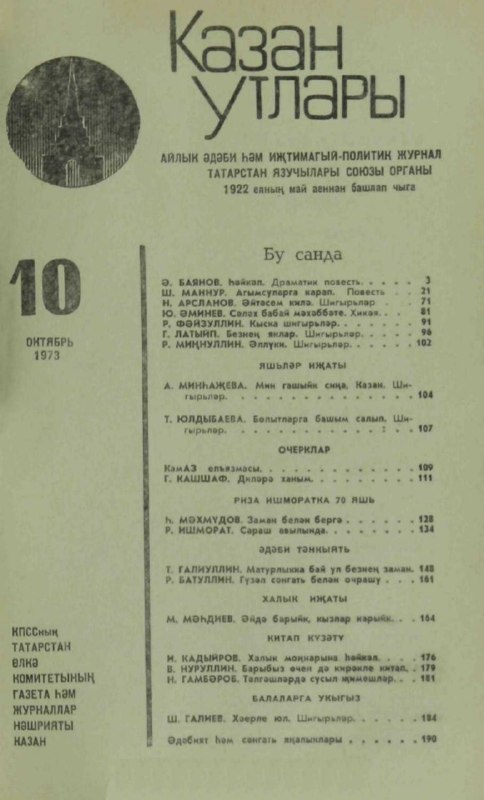 Казан
утлары
АЙЛЫК ӘДӘБИ ҺӘМ ИҖТИМАГЫЙ-ПОЛИТИК ЖУРНАЛ
ТАТАРСТАН ЯЗУЧЫЛАРЫ СОЮЗЫ ОРГАНЫ
1922 елның май аеннан башлап чыга
10
ОКТЯБРЬ
1973
Бу санда
Ә. БАЯНОВ. Һәйкәл. Драматик повесть. 3
Ш. МАННУР. Агымсуларга карап. Повесть 21
Н. АРСЛАНОВ. Әйтәсем килә. Шигырьләр 71
Ю. ӘМИНЕВ. Сәлах бабай мәхәббәте. Хикәя. 81
Р. ФӘЙЗУЛЛИН. Кыска шигырьләр. 91
Г. ЛАТЫЙП. Безнең яклар. Шигырьләр. 96
Р. МИҢНУЛЛИН. Әллүки. Шигырьләр. 102
ЯШЬЛӘР ИҖАТЫ
А. МИНҺАҖЕВА. Мин гашыйк сиңа, Казан. Ши-
гырьләр. 104
Т. ЮЛДЫБАЕВА. Болытларга башым салып. Ши-
гырьләр. 107
ОЧЕРКЛАР
КамАЗ елъязмасы. 109
Г. КАШШАФ. Диләрә ханым. 111
РИЗА ИШМОРАТКА 70 ЯШЬ
Һ. МӘХМҮДОВ. Заман белән бергә 128
Р. ИШМОРАТ. Сараш авылында. 134
ӘДӘБИ ТӘНКЫЙТЬ
Т. ГАЛИУЛЛИН. Матурлыкка бай ул безнең заман. 148
Р. БАТУЛЛИН. Гүзәл сәнгать белән очрашу 161
ХАЛЫК ИҖАТЫ
М. МӘҺДИЕВ. Әйдә барыйк, кызлар карыйк. 164
КИТАП КҮЗӘТҮ
И. КАДЫЙРОВ. Халык моңнарына һәйкәл. 176
В. НУРУЛЛИН. Барыбыз өчен дә кирәкле китап. 179
Н. ГАМБӘРОВ. Тәлгәшләрдә сусыл җимешләр. 181
БАЛАЛАРГА УКЫГЫЗ
Ш. ГАЛИЕВ. Хәерле юл. Шигырьләр. 184
Әдәбият һәм сәнгать яңалыклары 190
КПССның
ТАТАРСТАН
ӨЛКӘ
КОМИТЕТЫНЫҢ
ГАЗЕТА ҺӘМ
ЖУРНАЛЛАР
НӘШРИЯТЫ
КАЗАН